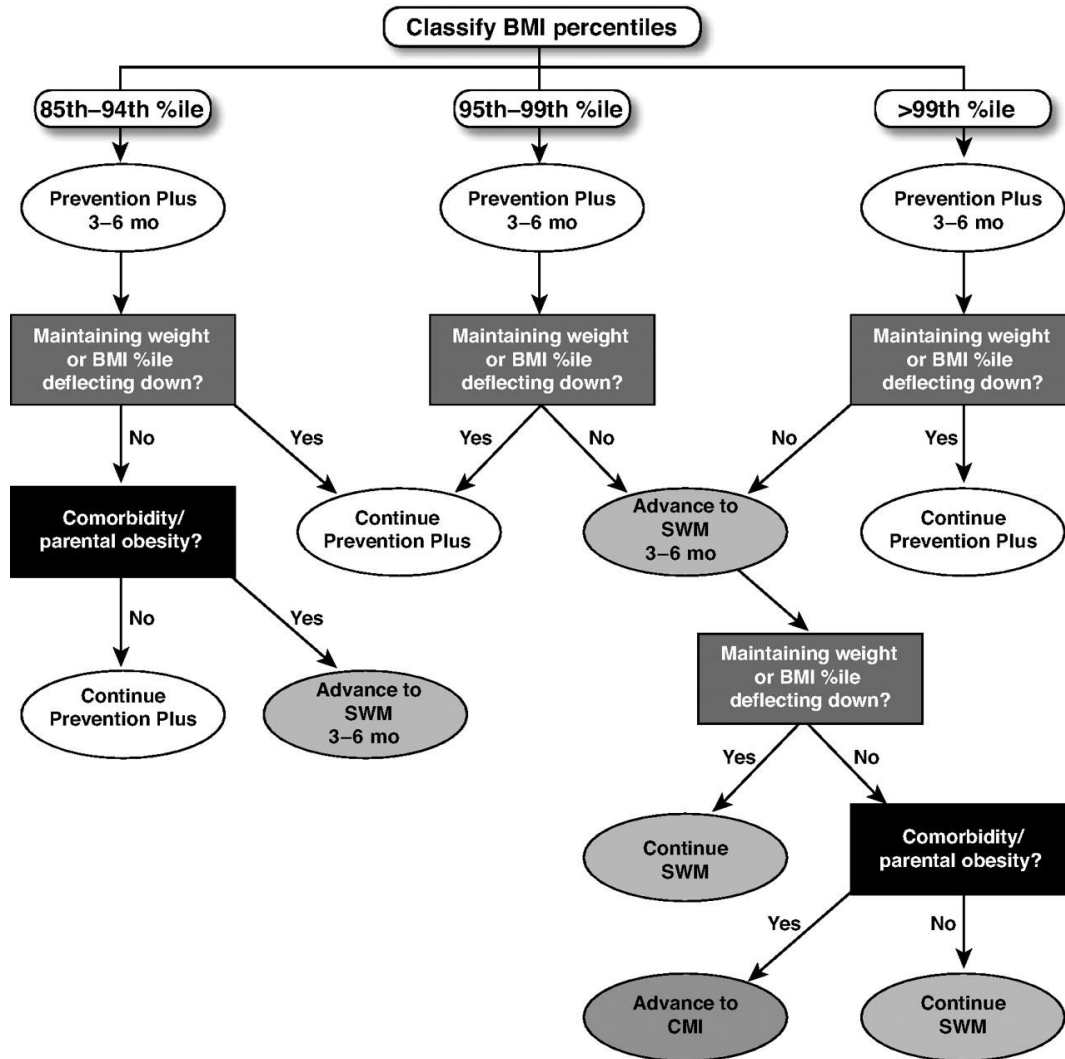 Classify BMI percentiles
85th–94th %ile
95th–99th %ile
>99th %ile
Prevention Plus
3–6 mo
Prevention Plus
3–6 mo
Prevention Plus
3–6 mo
Maintaining weight
or BMI %ile
deflecting down?
Maintaining weight
or BMI %ile
deflecting down?
Maintaining weight
or BMI %ile
deflecting down?
No
Yes
Yes
No
No
Yes
Comorbidity/
parental obesity?
Continue
Prevention Plus
Advance to
SWM
3–6 mo
Continue
Prevention Plus
No
Yes
Continue
Prevention Plus
Advance to
SWM
3–6 mo
Maintaining weight
or BMI %ile
deflecting down?
Yes
No
Continue
SWM
Comorbidity/
parental obesity?
Yes
No
Advance to
CMI
Continue
SWM